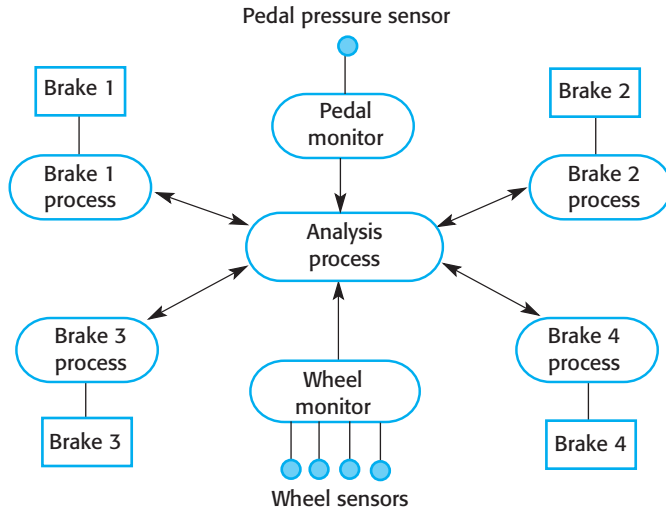 Pedal pressure sensor
Brake 1
Brake 2
Pedal
monitor
Brake 1
process
Brake 2
process
Analysis
process
Brake 3
process
Brake 4
process
Wheel
monitor
Brake 3
Brake 4
Wheel sensors